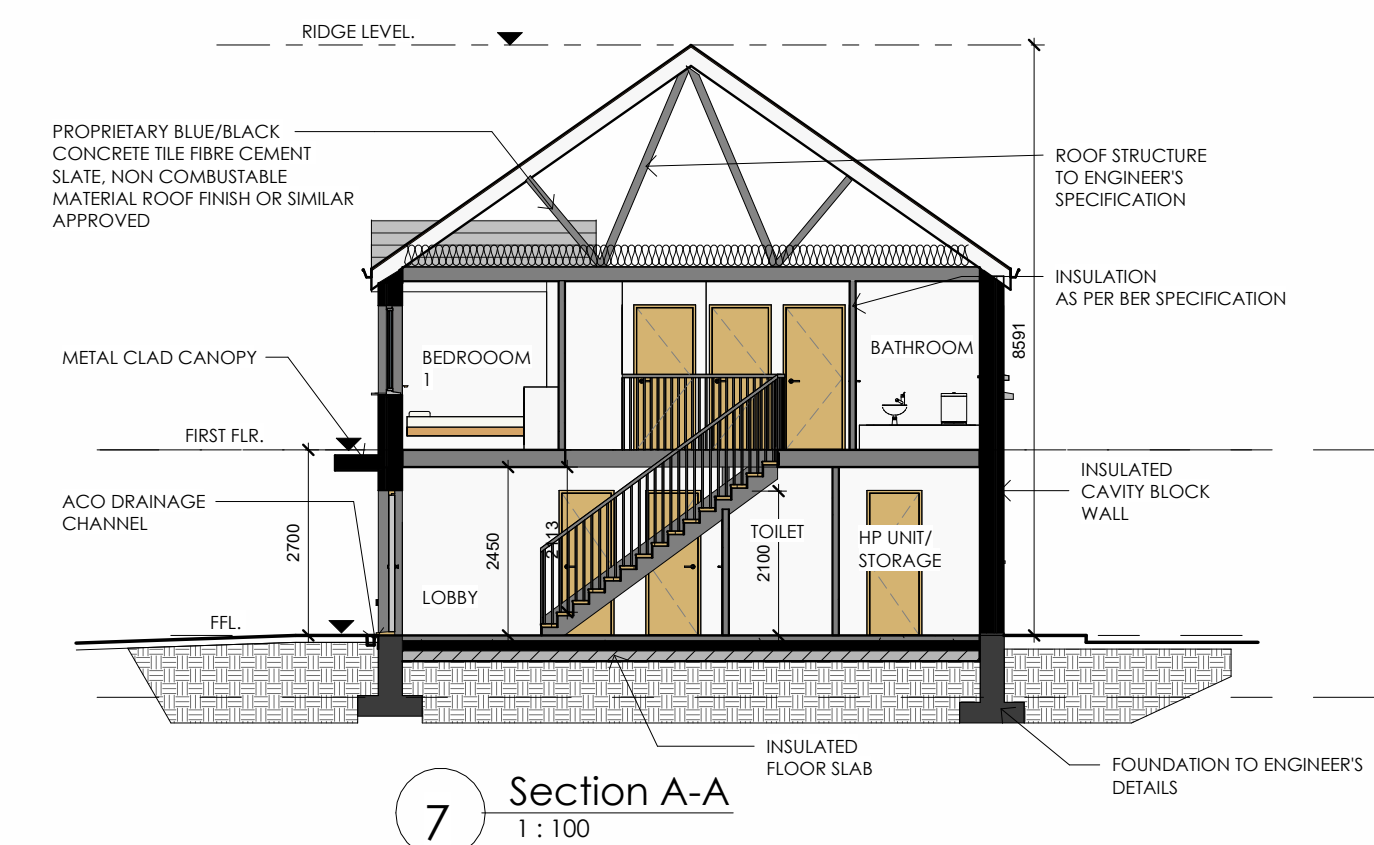 RIDGE LEVEL.
PROPRIETARY BLUE/BLACK
CONCRETE TILE FIBRE CEMENT
SLATE, NON COMBUSTABLE
MATERIAL ROOF FINISH OR SIMILAR
APPROVED
ROOF STRUCTURE
TO ENGINEER'S
SPECIFICATION
INSULATION
AS PER BER SPECIFICATION
8591
METAL CLAD CANOPY
BEDROOOM
1
BATHROOM
FIRST FLR.
ACO DRAINAGE
CHANNEL
INSULATED
CAVITY BLOCK
WALL
2700
2450
2100
TOILET
HP UNIT/
STORAGE
LOBBY
FFL.
INSULATED
FLOOR SLAB
FOUNDATION TO ENGINEER'S
DETAILS
7
Section A-A
1 : 100